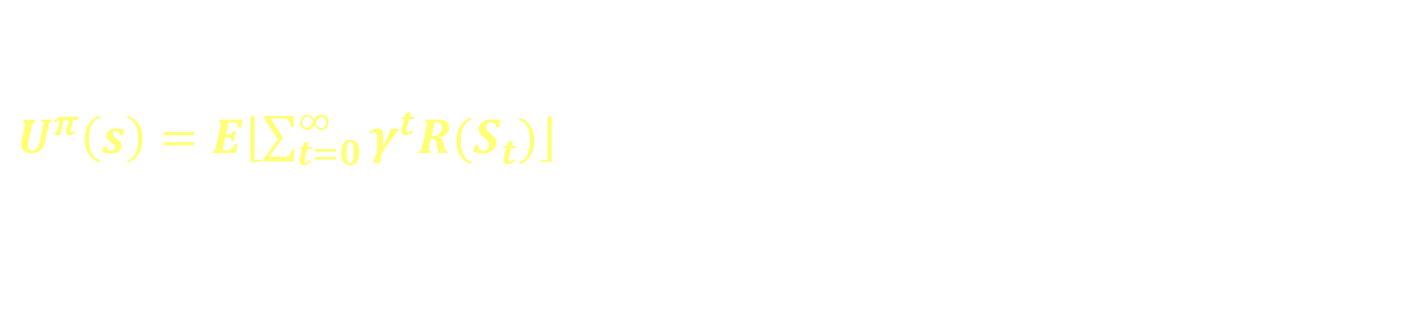 𝑼^𝝅(𝒔) = 𝑬⌊∑_{𝒕=𝟎}^{∞} 𝜸^𝒕 𝑹(𝑺_𝒕)⌋